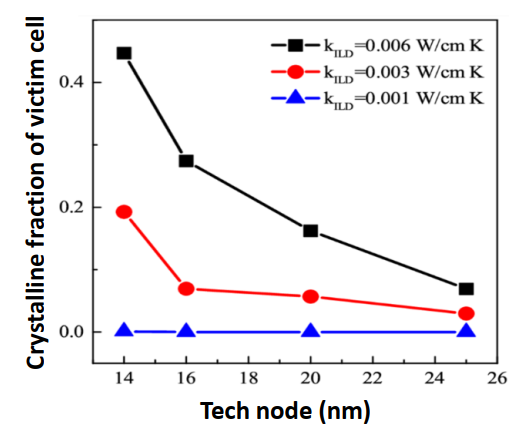 Crystalline fraction of victim cell
k_ILD=0.006 W/cm K
k_ILD=0.003 W/cm K
k_ILD=0.001 W/cm K
0.4
0.2
0.0
14 16 18 20 22 24 26
Tech node (nm)